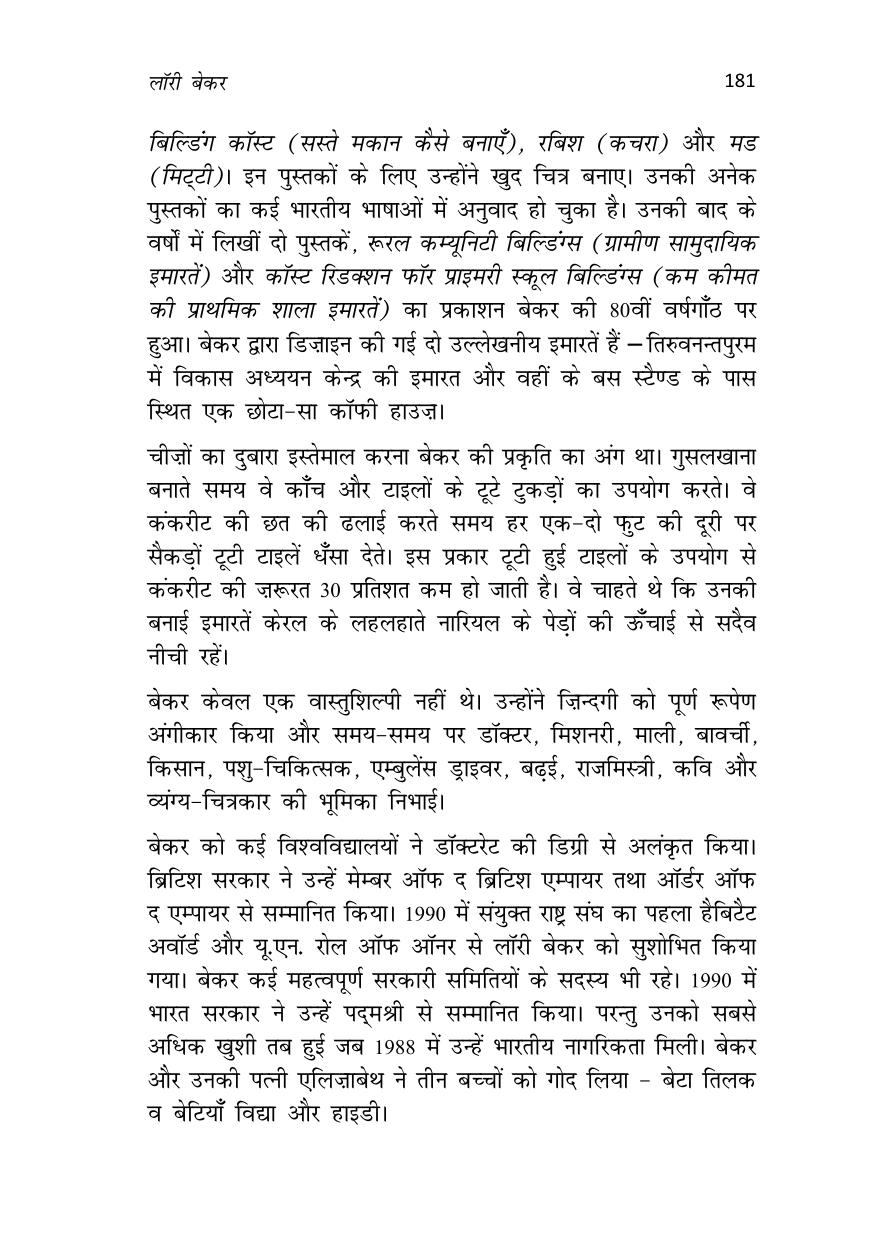 लॉरी बेकर 181
बिल्डिंग कॉस्ट (सस्ते मकान कैसे बनाएँ), रबिश (कचरा) और मड
(मिट्टी)। इन पुस्तकों के लिए उन्होंने खुद चित्र बनाए। उनकी अनेक
पुस्तकों का कई भारतीय भाषाओं में अनुवाद हो चुका है। उनकी बाद के
वर्षों में लिखीं दो पुस्तकें, रूरल कम्यूनिटी बिल्डिंग्स (ग्रामीण सामुदायिक
इमारतें) और कॉस्ट रिडक्शन फॉर प्राइमरी स्कूल बिल्डिंग्स (कम कीमत
की प्राथमिक शाला इमारतें) का प्रकाशन बेकर की 80वीं वर्षगाँठ पर
हुआ। बेकर द्वारा डिज़ाइन की गई दो उल्लेखनीय इमारतें हैं – तिरुवनन्तपुरम
में विकास अध्ययन केन्द्र की इमारत और वहीं के बस स्टैण्ड के पास
स्थित एक छोटा-सा कॉफी हाउज़।
चीज़ों का दुबारा इस्तेमाल करना बेकर की प्रकृति का अंग था। गुसलखाना
बनाते समय वे काँच और टाइलों के टूटे टुकड़ों का उपयोग करते। वे
कंकरीट की छत की ढलाई करते समय हर एक-दो फुट की दूरी पर
सैकड़ों टूटी टाइलें धँसा देते। इस प्रकार टूटी हुई टाइलों के उपयोग से
कंकरीट की ज़रूरत 30 प्रतिशत कम हो जाती है। वे चाहते थे कि उनकी
बनाई इमारतें केरल के लहलहाते नारियल के पेड़ों की ऊँचाई से सदैव
नीची रहें।
बेकर केवल एक वास्तुशिल्पी नहीं थे। उन्होंने ज़िन्दगी को पूर्ण रूपेण
अंगीकार किया और समय-समय पर डॉक्टर, मिशनरी, माली, बावर्ची,
किसान, पशु-चिकित्सक, एम्बुलेंस ड्राइवर, बढ़ई, राजमिस्त्री, कवि और
व्यंग्य-चित्रकार की भूमिका निभाई।
बेकर को कई विश्वविद्यालयों ने डॉक्टरेट की डिग्री से अलंकृत किया।
ब्रिटिश सरकार ने उन्हें मेम्बर ऑफ द ब्रिटिश एम्पायर तथा ऑर्डर ऑफ
द एम्पायर से सम्मानित किया। 1990 में संयुक्त राष्ट्र संघ का पहला हैबिटैट
अवॉर्ड और यू.एन. रोल ऑफ ऑनर से लॉरी बेकर को सुशोभित किया
गया। बेकर कई महत्वपूर्ण सरकारी समितियों के सदस्य भी रहे। 1990 में
भारत सरकार ने उन्हें पद्मश्री से सम्मानित किया। परन्तु उनको सबसे
अधिक खुशी तब हुई जब 1988 में उन्हें भारतीय नागरिकता मिली। बेकर
और उनकी पत्नी एलिज़ाबेथ ने तीन बच्चों को गोद लिया - बेटा तिलक
व बेटियाँ विद्या और हाइडी।